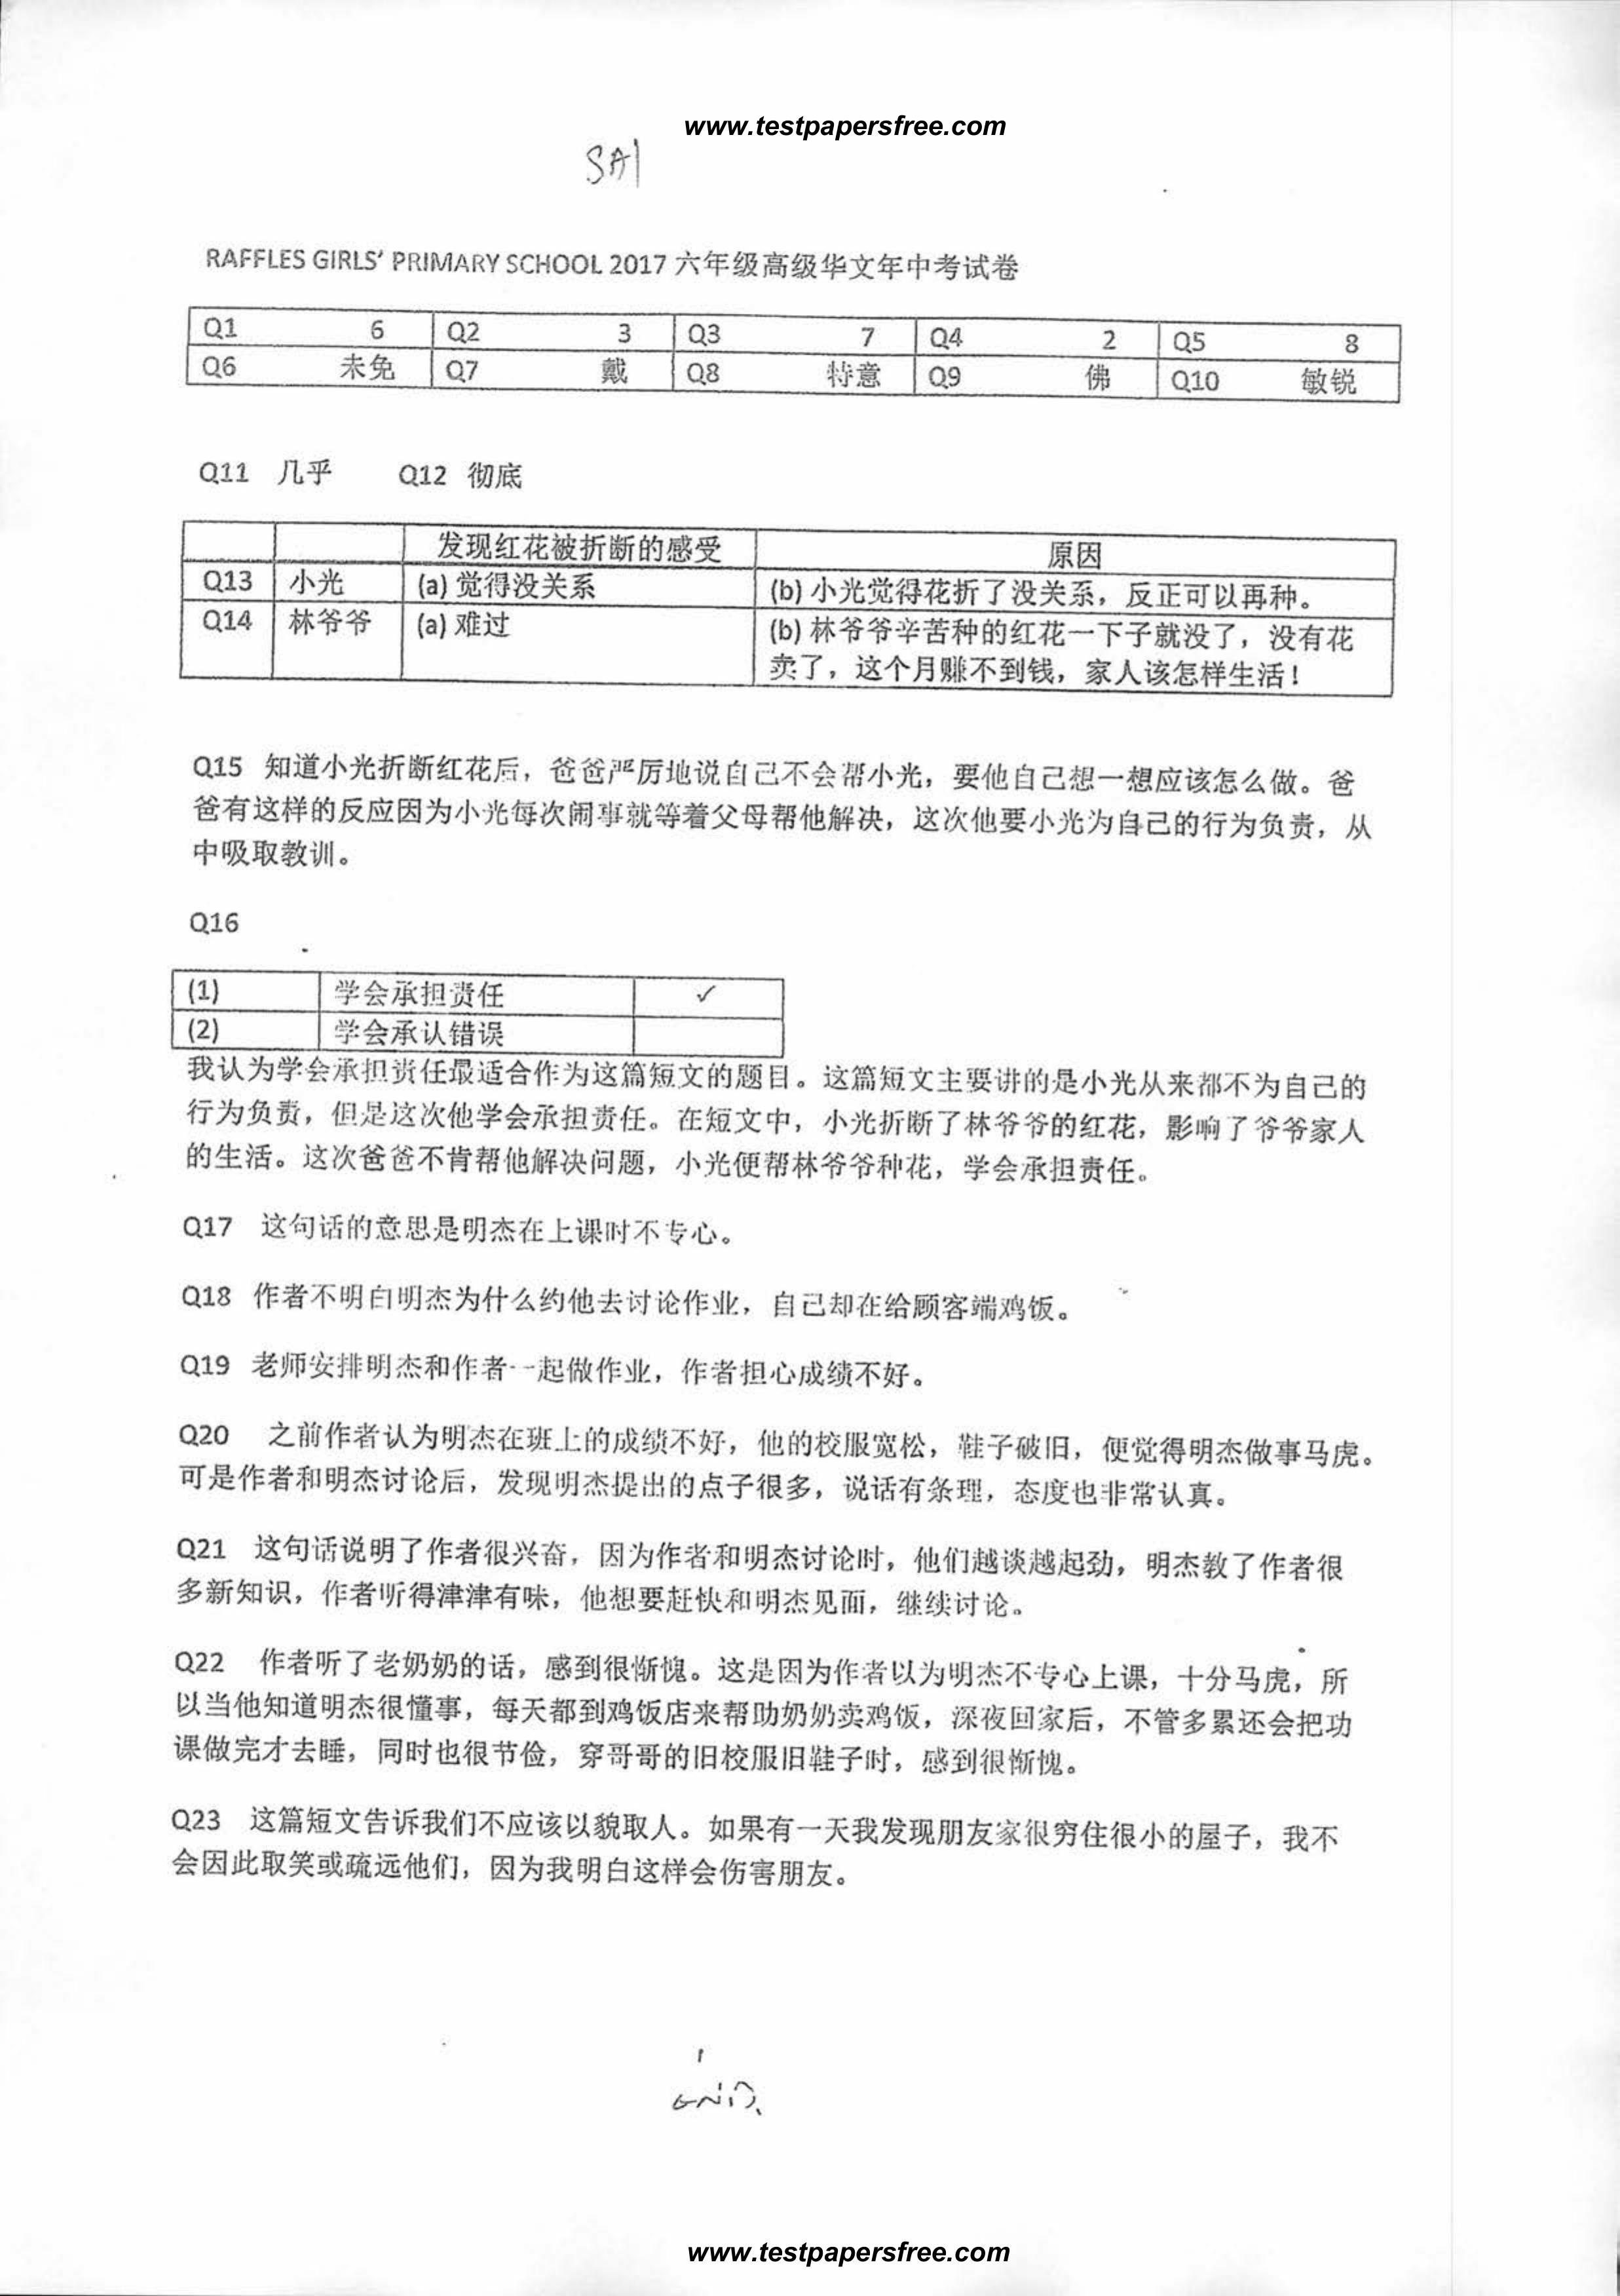 www.testpapersfree.com
SA1
RAFFLES GIRLS' PRIMARY SCHOOL 2017 六年级高级华文年中考试卷
Q1 6 Q2 3 Q3 7 Q4 2 Q5 8
Q6 未免 Q7 戴 Q8 特意 Q9 佛 Q10 敏锐
Q11 几乎 Q12 彻底
发现红花被折断的感受 原因
Q13 小光 (a) 觉得没关系 (b) 小光觉得花折了没关系，反正可以再种。
Q14 林爷爷 (a) 难过 (b) 林爷爷辛苦种的红花一下子就没了，没有花
卖了，这个月赚不到钱，家人该怎样生活！
Q15 知道小光折断红花后，爸爸严厉地说自己不会帮小光，要他自己想一想应该怎么做。爸
爸有这样的反应因为小光每次闹事就等着父母帮他解决，这次他要小光为自己的行为负责，从
中吸取教训。
Q16
(1) 学会承担责任 ✓
(2) 学会承认错误
我认为学会承担责任最适合作为这篇短文的题目。这篇短文主要讲的是小光从来都不为自己的
行为负责，但是这次他学会承担责任。在短文中，小光折断了林爷爷的红花，影响了爷爷家人
的生活。这次爸爸不肯帮他解决问题，小光便帮林爷爷种花，学会承担责任。
Q17 这句话的意思是明杰在上课时不专心。
Q18 作者不明白明杰为什么约他去讨论作业，自己却在给顾客端鸡饭。
Q19 老师安排明杰和作者一起做作业，作者担心成绩不好。
Q20 之前作者认为明杰在班上的成绩不好，他的校服宽松，鞋子破旧，便觉得明杰做事马虎。
可是作者和明杰讨论后，发现明杰提出的点子很多，说话有条理，态度也非常认真。
Q21 这句话说明了作者很兴奋，因为作者和明杰讨论时，他们越谈越起劲，明杰教了作者很
多新知识，作者听得津津有味，他想要赶快和明杰见面，继续讨论。
Q22 作者听了老奶奶的话，感到很惭愧。这是因为作者以为明杰不专心上课，十分马虎，所
以当他知道明杰很懂事，每天都到鸡饭店来帮助奶奶卖鸡饭，深夜回家后，不管多累还会把功
课做完才去睡，同时也很节俭，穿哥哥的旧校服旧鞋子时，感到很惭愧。
Q23 这篇短文告诉我们不应该以貌取人。如果有一天我发现朋友家很穷住很小的屋子，我不
会因此取笑或疏远他们，因为我明白这样会伤害朋友。
END
www.testpapersfree.com